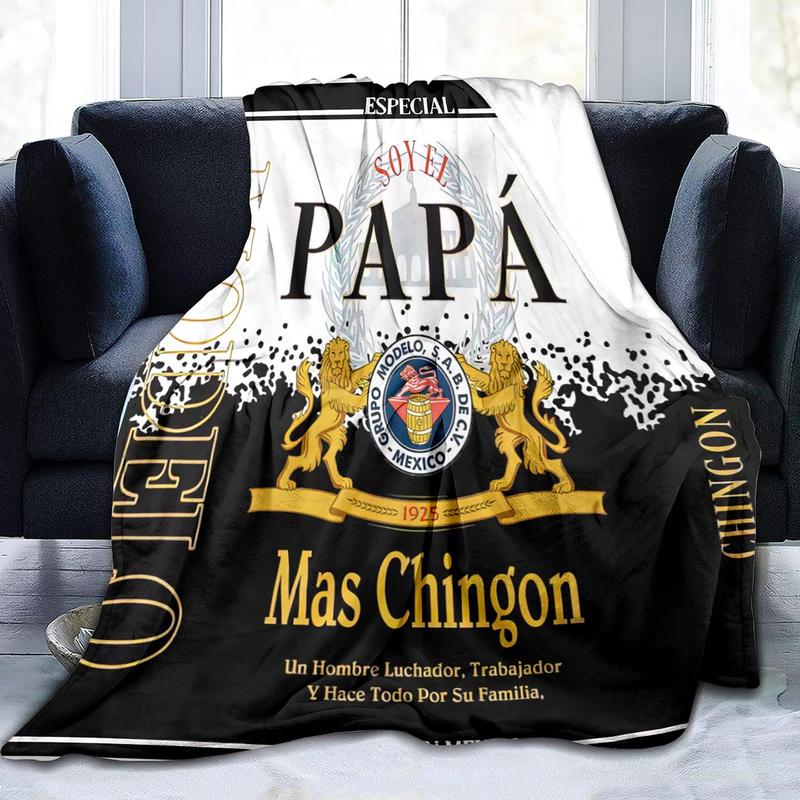 ESPECIAL
SOY EL
PAPÁ
GRUPO MODELO, S.A.B. DE C.V.
- MEXICO -
1925
Mas Chingon
Un Hombre Luchador, Trabajador
Y Hace Todo Por Su Familia,
MODELO
CHINGON